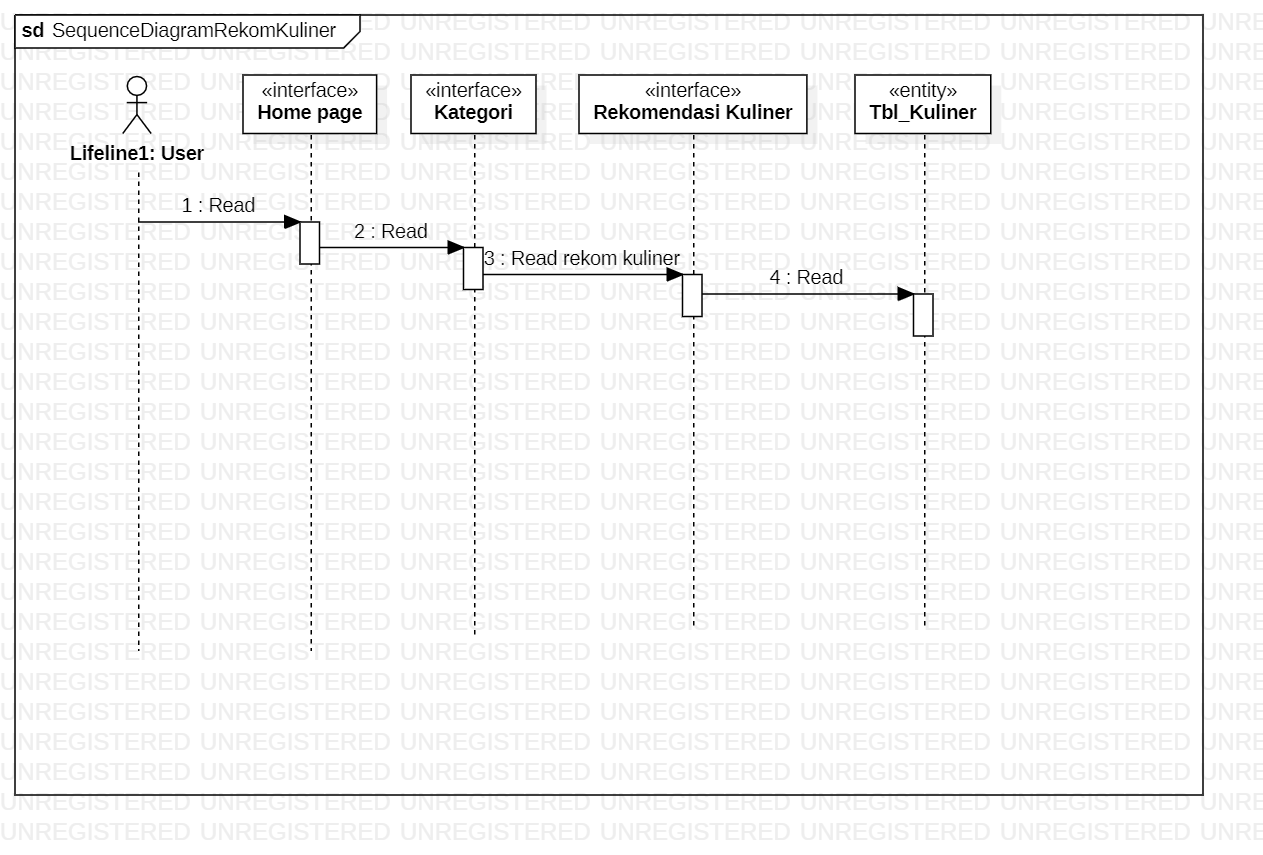 sd SequenceDiagramRekomKuliner
«interface»
Home page
«interface»
Kategori
«interface»
Rekomendasi Kuliner
«entity»
Tbl_Kuliner
Lifeline1: User
1 : Read
2 : Read
3 : Read rekom kuliner
4 : Read
UNREGISTERED